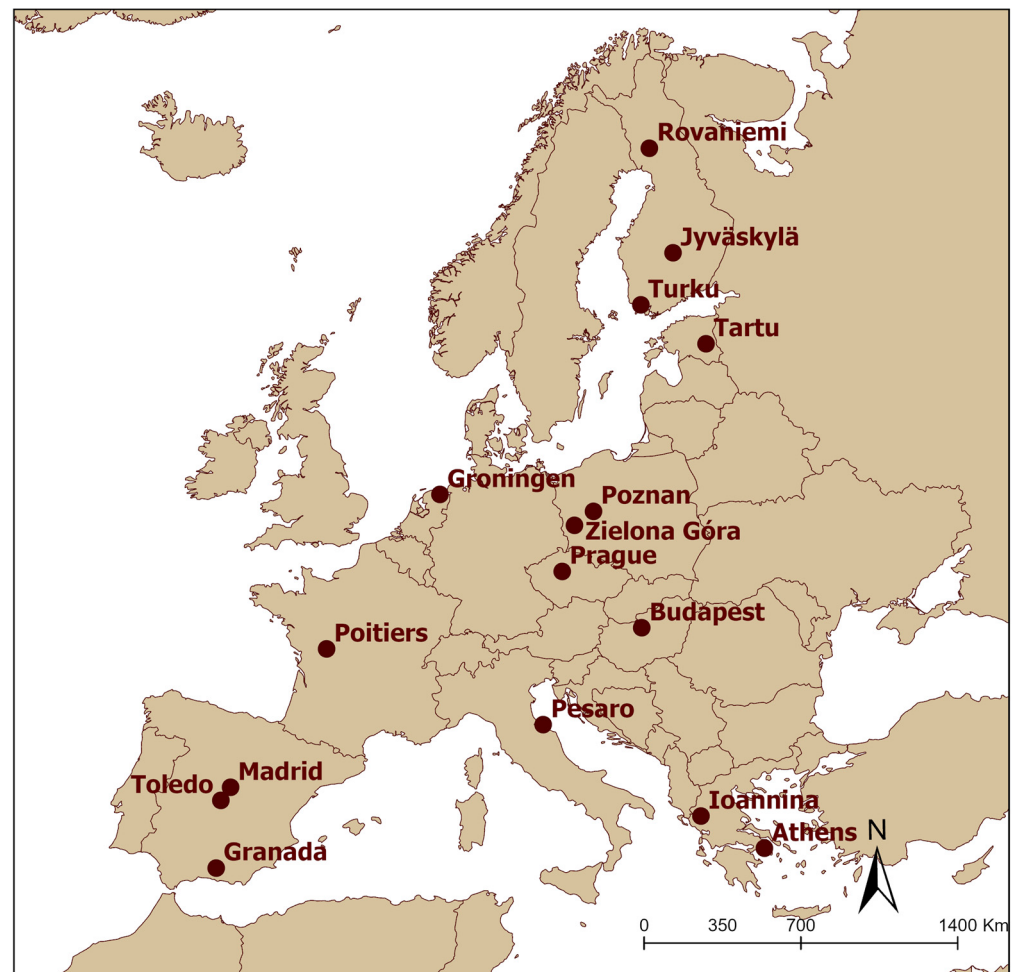 Rovaniemi
Jyväskylä
Turku
Tartu
Groningen
Poznan
Zielona Góra
Prague
Budapest
Poitiers
Pesaro
Madrid
Toledo
Ioannina
Athens
N
Granada
0 350 700 1400 Km